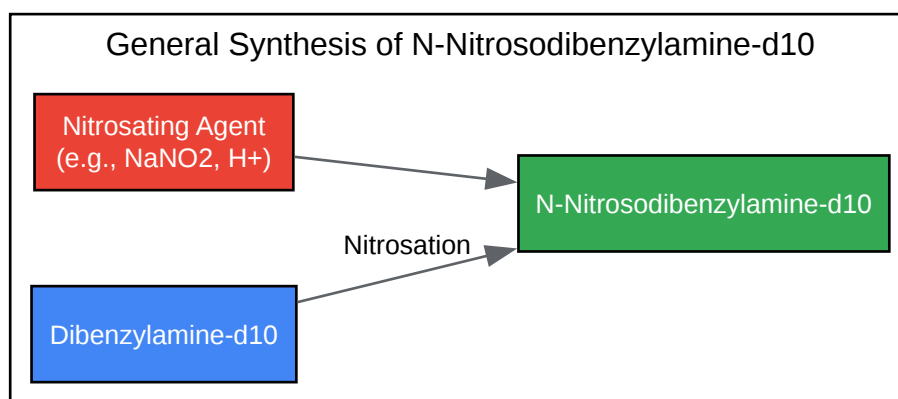 General Synthesis of N-Nitrosodibenzylamine-d10
Nitrosating Agent
(e.g., NaNO2, H+)
N-Nitrosodibenzylamine-d10
Nitrosation
Dibenzylamine-d10